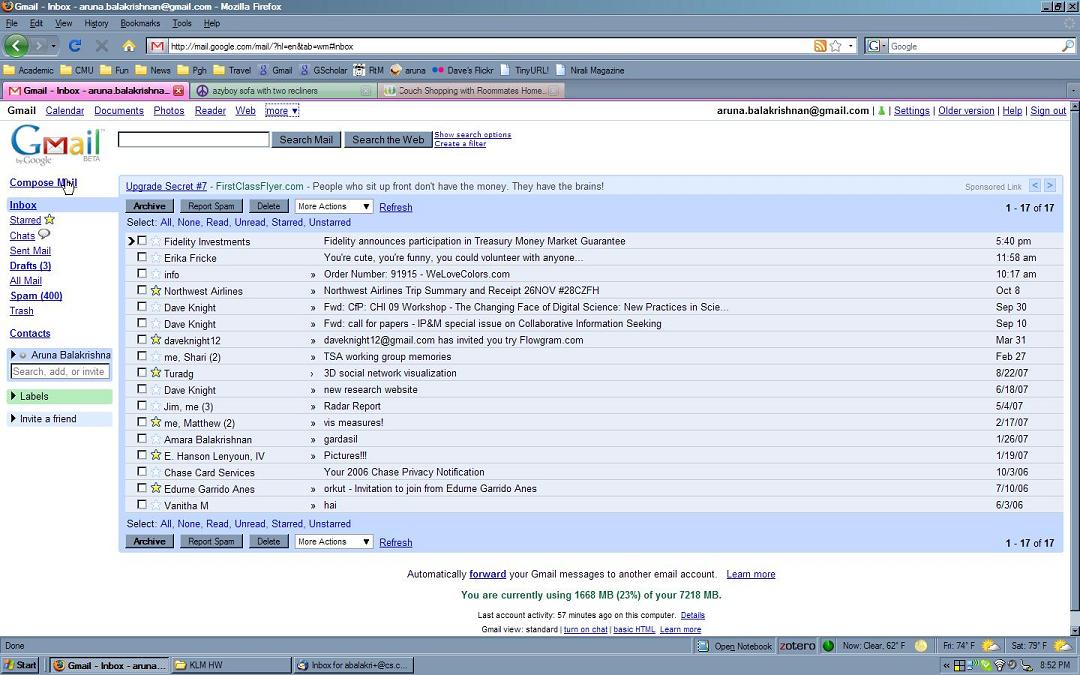 Gmail - Inbox - aruna.balakrishnan@gmail.com - Mozilla Firefox
File Edit View History Bookmarks Tools Help
http://mail.google.com/mail/?hl=en&tab=wm#inbox
Google
Academic CMU Fun News Pgh Travel Gmail GScholar RtM aruna Dave's Flickr TinyURL! Nirali Magazine
Gmail - Inbox - aruna.balakrishna... azyboy sofa with two recliners Couch Shopping with Roommates Home...
Gmail Calendar Documents Photos Reader Web more ▼ aruna.balakrishnan@gmail.com | Settings | Older version | Help | Sign out
Gmail by Google BETA
Search Mail Search the Web Show search options
Create a filter
Compose Mail
Inbox
Starred
Chats
Sent Mail
Drafts (3)
All Mail
Spam (400)
Trash
Contacts
Aruna Balakrishna
Search, add, or invite
Labels
Invite a friend
Upgrade Secret #7 - FirstClassFlyer.com - People who sit up front don't have the money. They have the brains! Sponsored Link < >
Archive Report Spam Delete More Actions ▼ Refresh 1 - 17 of 17
Select: All, None, Read, Unread, Starred, Unstarred
Fidelity Investments Fidelity announces participation in Treasury Money Market Guarantee 5:40 pm
Erika Fricke You're cute, you're funny, you could volunteer with anyone... 11:58 am
info » Order Number: 91915 - WeLoveColors.com 10:17 am
Northwest Airlines » Northwest Airlines Trip Summary and Receipt 26NOV #28CZFH Oct 8
Dave Knight » Fwd: CfP: CHI 09 Workshop - The Changing Face of Digital Science: New Practices in Scie... Sep 30
Dave Knight » Fwd: call for papers - IP&M special issue on Collaborative Information Seeking Sep 10
daveknight12 » daveknight12@gmail.com has invited you try Flowgram.com Mar 31
me, Shari (2) » TSA working group memories Feb 27
Turadg › 3D social network visualization 8/22/07
Dave Knight » new research website 6/18/07
Jim, me (3) » Radar Report 5/4/07
me, Matthew (2) » vis measures! 2/17/07
Amara Balakrishnan » gardasil 1/26/07
E. Hanson Lenyoun, IV » Pictures!!! 1/19/07
Chase Card Services Your 2006 Chase Privacy Notification 10/3/06
Edurne Garrido Anes » orkut - Invitation to join from Edurne Garrido Anes 7/10/06
Vanitha M » hai 6/3/06
Select: All, None, Read, Unread, Starred, Unstarred
Archive Report Spam Delete More Actions ▼ Refresh 1 - 17 of 17
Automatically forward your Gmail messages to another email account. Learn more
You are currently using 1668 MB (23%) of your 7218 MB.
Last account activity: 57 minutes ago on this computer. Details
Gmail view: standard | turn on chat | basic HTML Learn more
Done Open Notebook zotero Now: Clear, 62° F Fri: 74° F Sat: 79° F
Start Gmail - Inbox - aruna... KLM HW Inbox for abalakri+@cs.c... « 8:52 PM